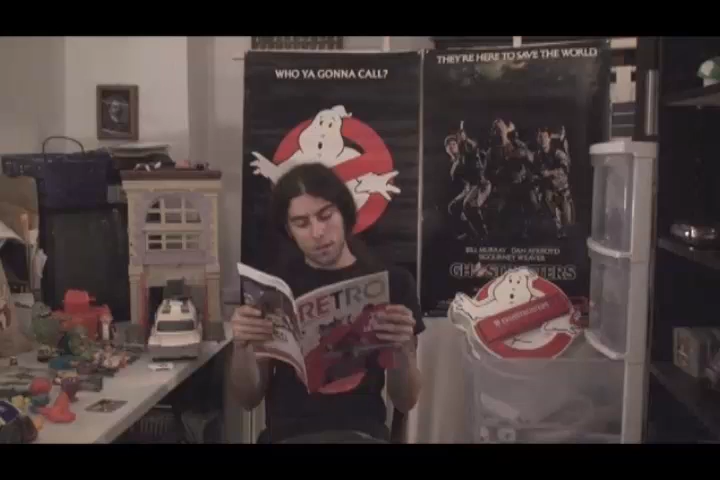 WHO YA GONNA CALL?
THEY'RE HERE TO SAVE THE WORLD
BILL MURRAY DAN AYKROYD
SIGOURNEY WEAVER
GHOSTBUSTERS
RETRO